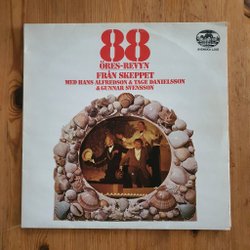 88
ÖRES-REVYN
FRÅN SKEPPET
MED HANS ALFREDSON & TAGE DANIELSSON
& GUNNAR SVENSSON